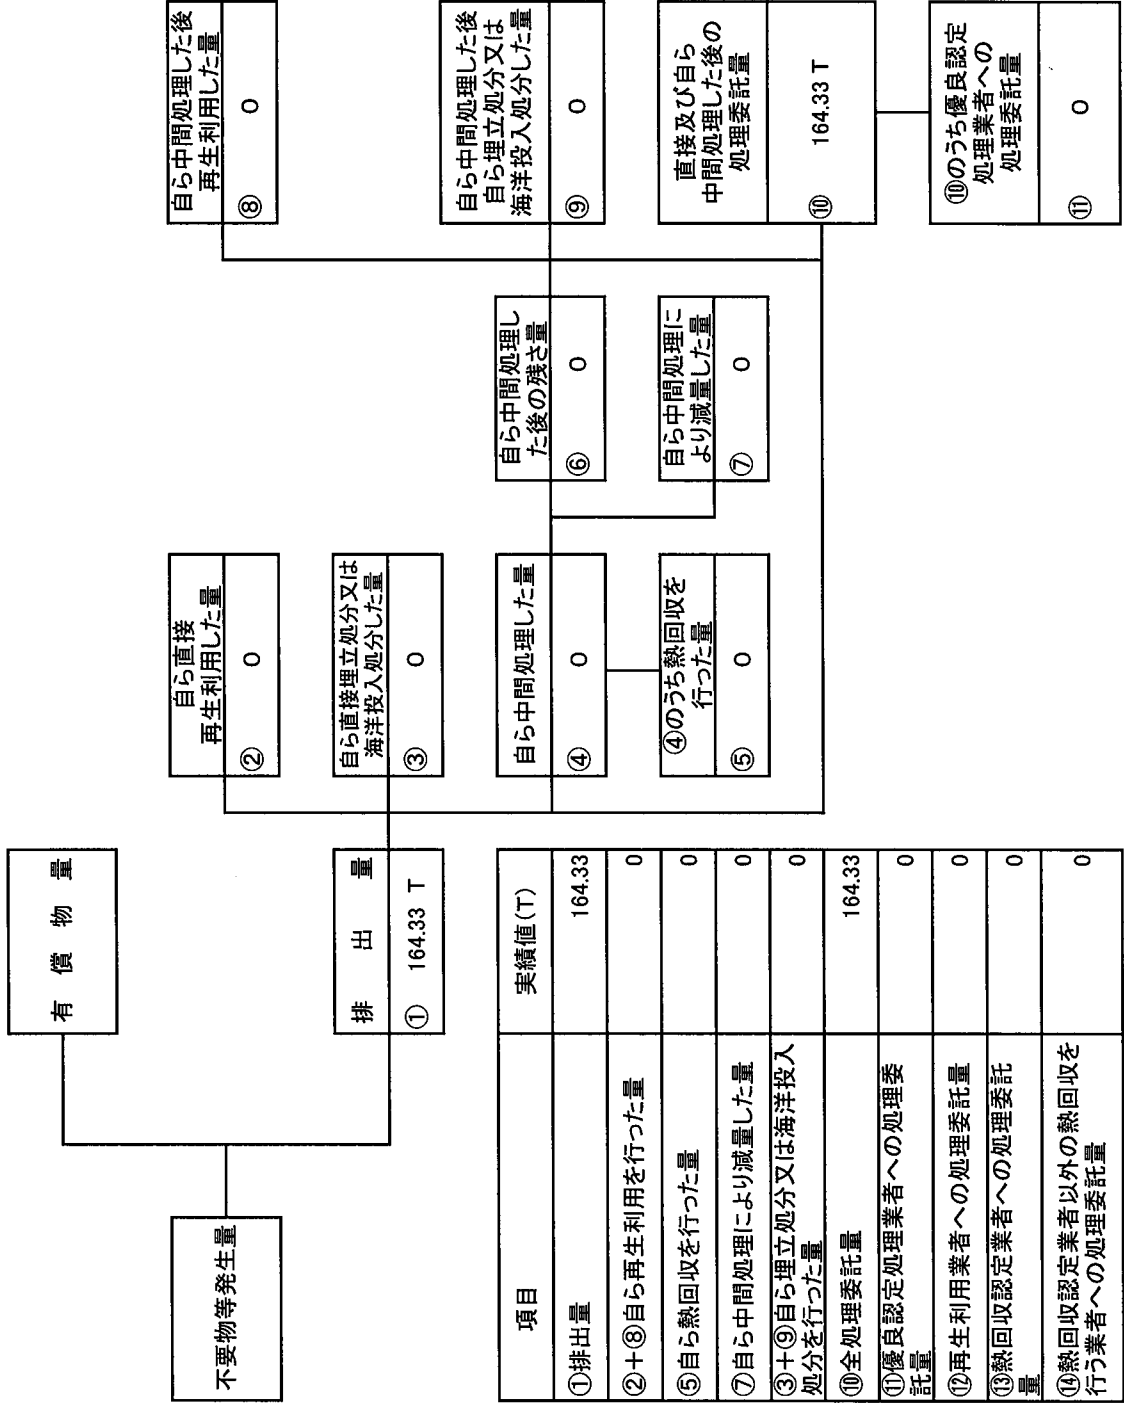 不要物等発生量
有償物量
排出量
① 164.33 T
自ら直接
再生利用した量
② 0
自ら直接埋立処分又は
海洋投入処分した量
③ 0
自ら中間処理した量
④ 0
④のうち熱回収を
行った量
⑤ 0
自ら中間処理し
た後の残さ量
⑥ 0
自ら中間処理に
より減量した量
⑦ 0
自ら中間処理した後
再生利用した量
⑧ 0
自ら中間処理した後
自ら埋立処分又は
海洋投入処分した量
⑨ 0
直接及び自ら
中間処理した後の
処理委託量
⑩ 164.33 T
⑩のうち優良認定
処理業者への
処理委託量
⑪ 0
項目 実績値(T)
①排出量 164.33
②+⑧自ら再生利用を行った量 0
⑤自ら熱回収を行った量 0
⑦自ら中間処理により減量した量 0
③+⑨自ら埋立処分又は海洋投入 0
処分を行った量
⑩全処理委託量 164.33
⑪優良認定処理業者への処理委 0
託量
⑫再生利用業者への処理委託量 0
⑬熱回収認定業者への処理委託 0
量
⑭熱回収認定業者以外の熱回収を 0
行う業者への処理委託量